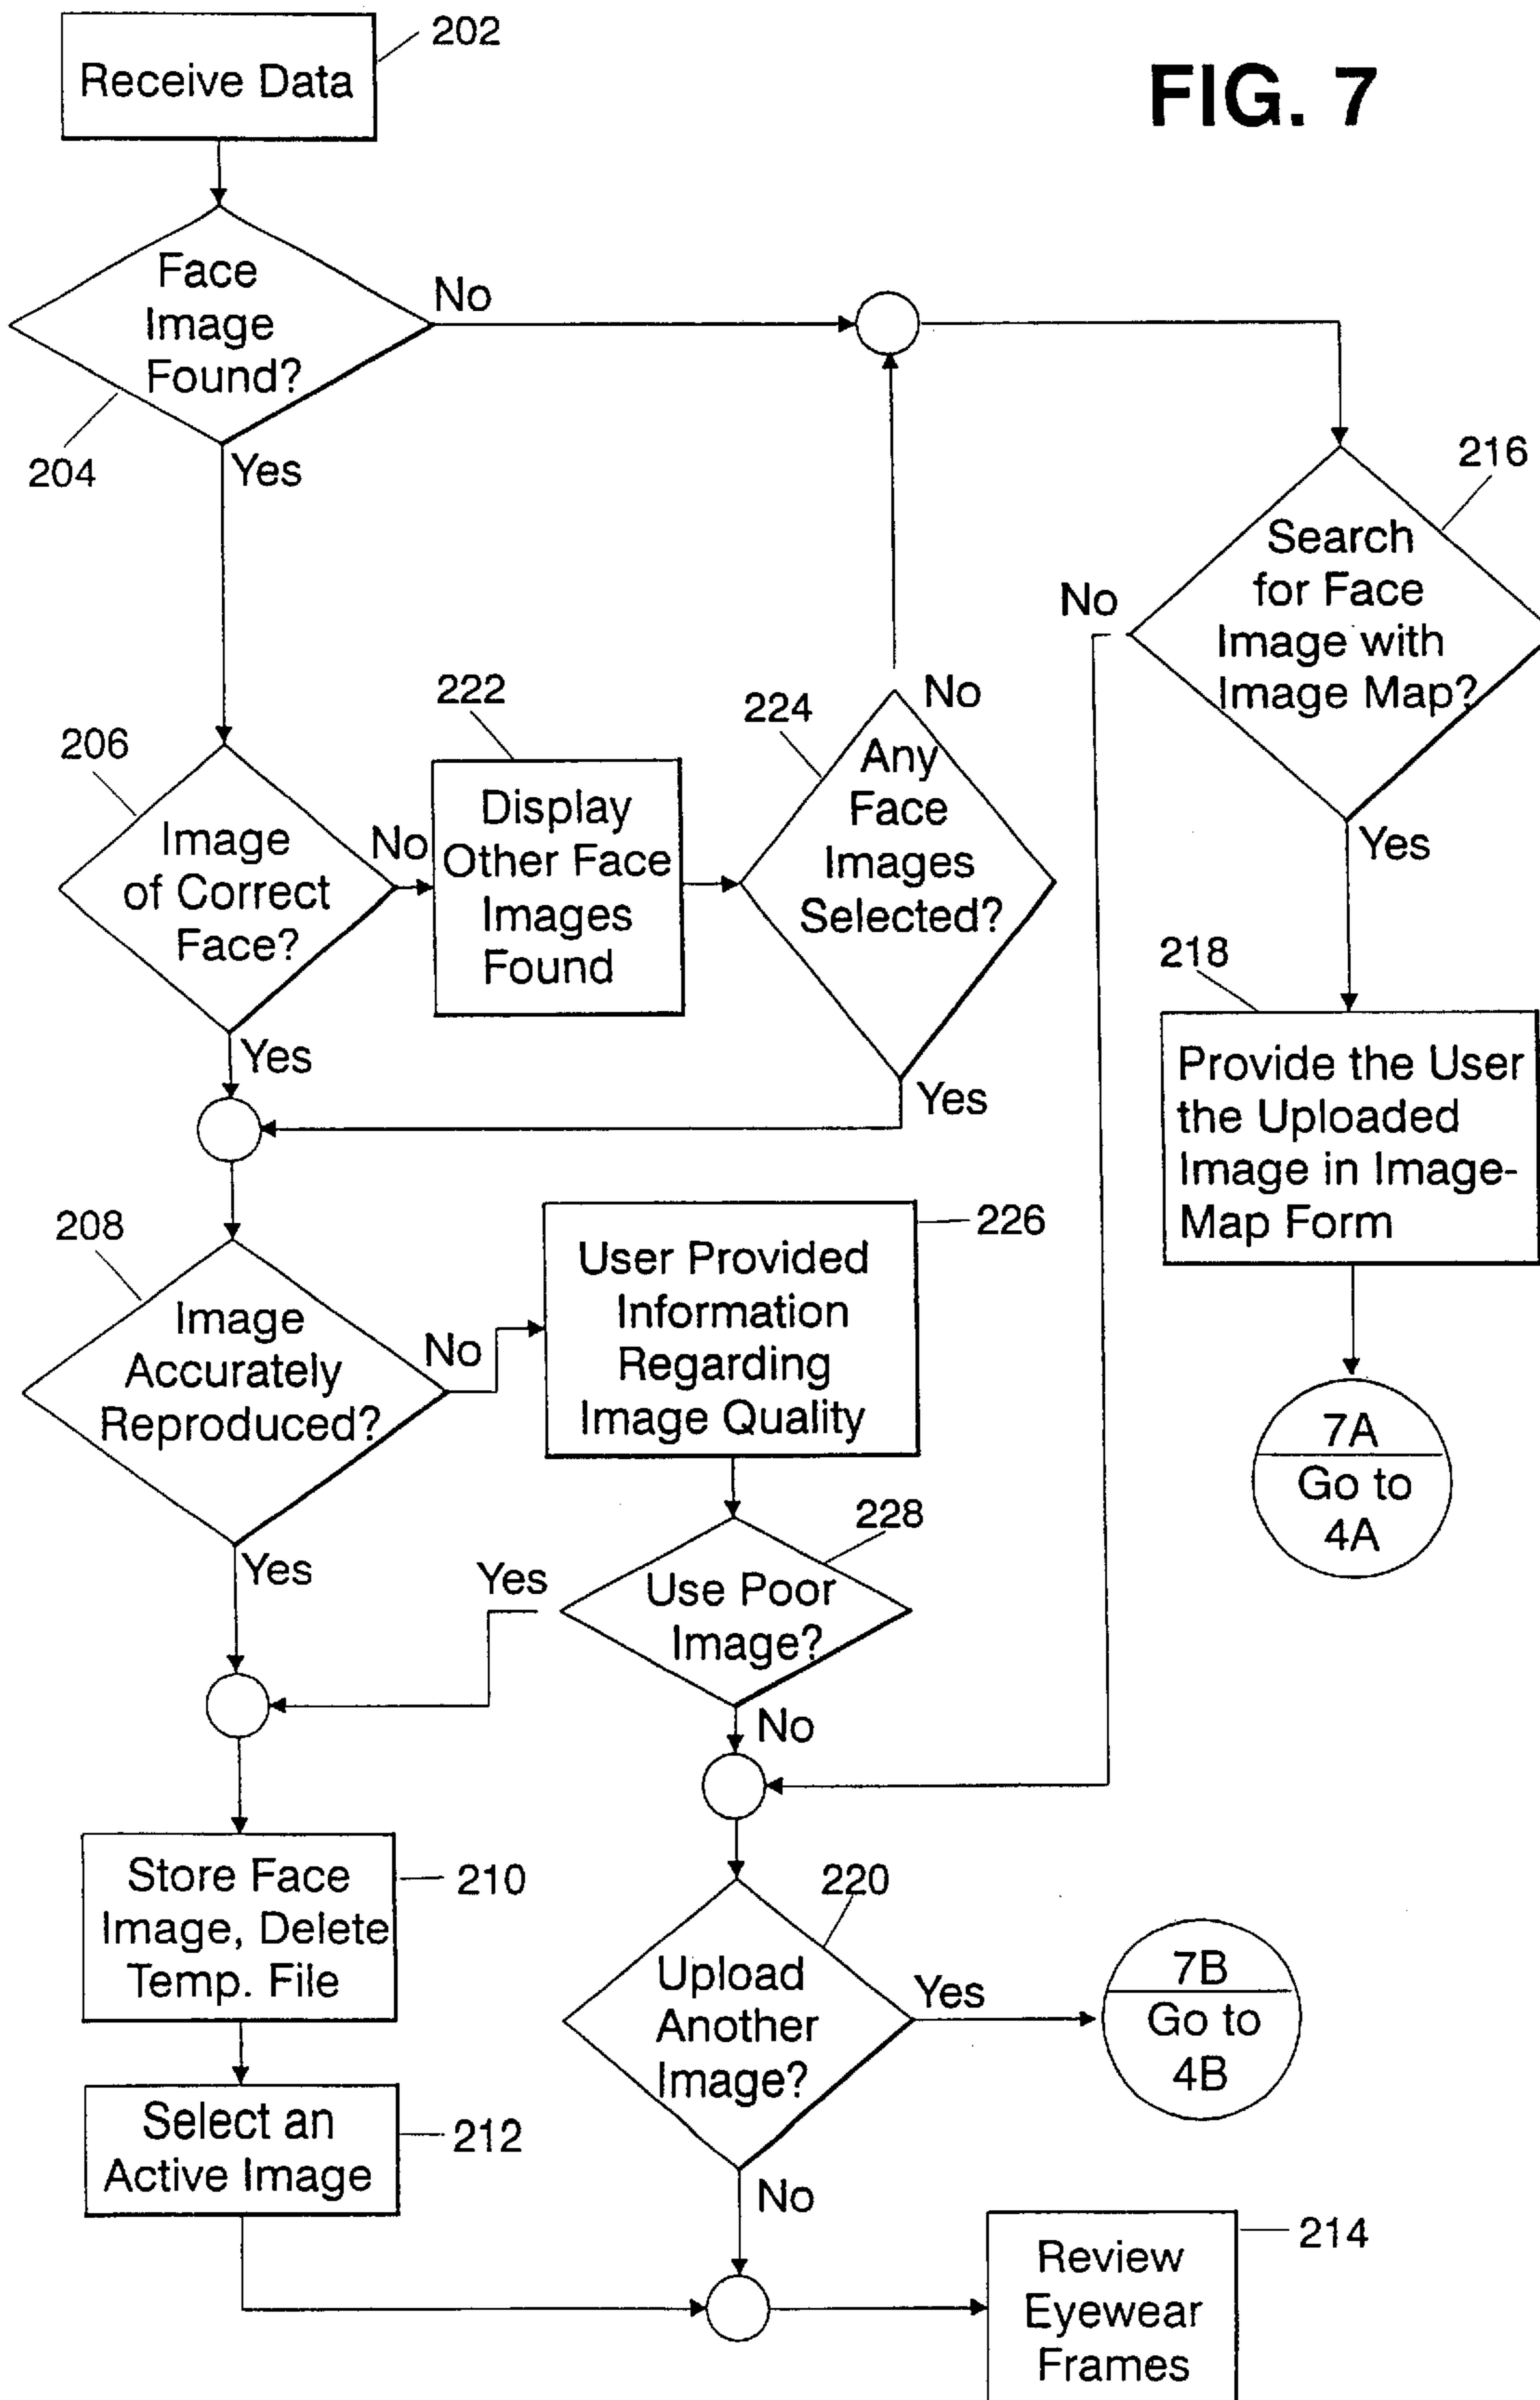 FIG. 7
202
Receive Data
Face
Image
Found?
No
204
Yes
216
Search
for Face
Image with
Image Map?
No
Yes
206
Image
of Correct
Face?
No
Yes
222
Display
Other Face
Images
Found
224
No
Any
Face
Images
Selected?
Yes
218
Provide the User
the Uploaded
Image in Image-
Map Form
7A
Go to
4A
208
Image
Accurately
Reproduced?
No
Yes
226
User Provided
Information
Regarding
Image Quality
228
Use Poor
Image?
Yes
No
210
Store Face
Image, Delete
Temp. File
220
Upload
Another
Image?
Yes
No
7B
Go to
4B
212
Select an
Active Image
214
Review
Eyewear
Frames